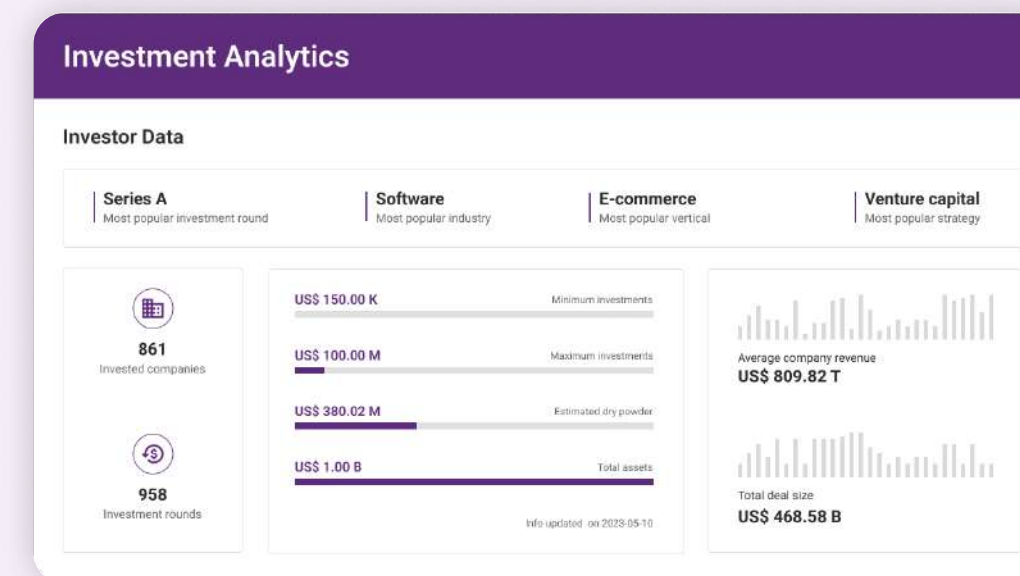 Investment Analytics
Investor Data
Series A
Most popular investment round
Software
Most popular industry
E-commerce
Most popular vertical
Venture capital
Most popular strategy
861
Invested companies
958
Investment rounds
US$ 150.00 K Minimum investments
US$ 100.00 M Maximum investments
US$ 380.02 M Estimated dry powder
US$ 1.00 B Total assets
Info updated on 2023-05-10
Average company revenue
US$ 809.82 T
Total deal size
US$ 468.58 B